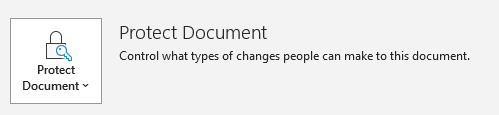 Protect Document
Control what types of changes people can make to this document.
Protect
Document